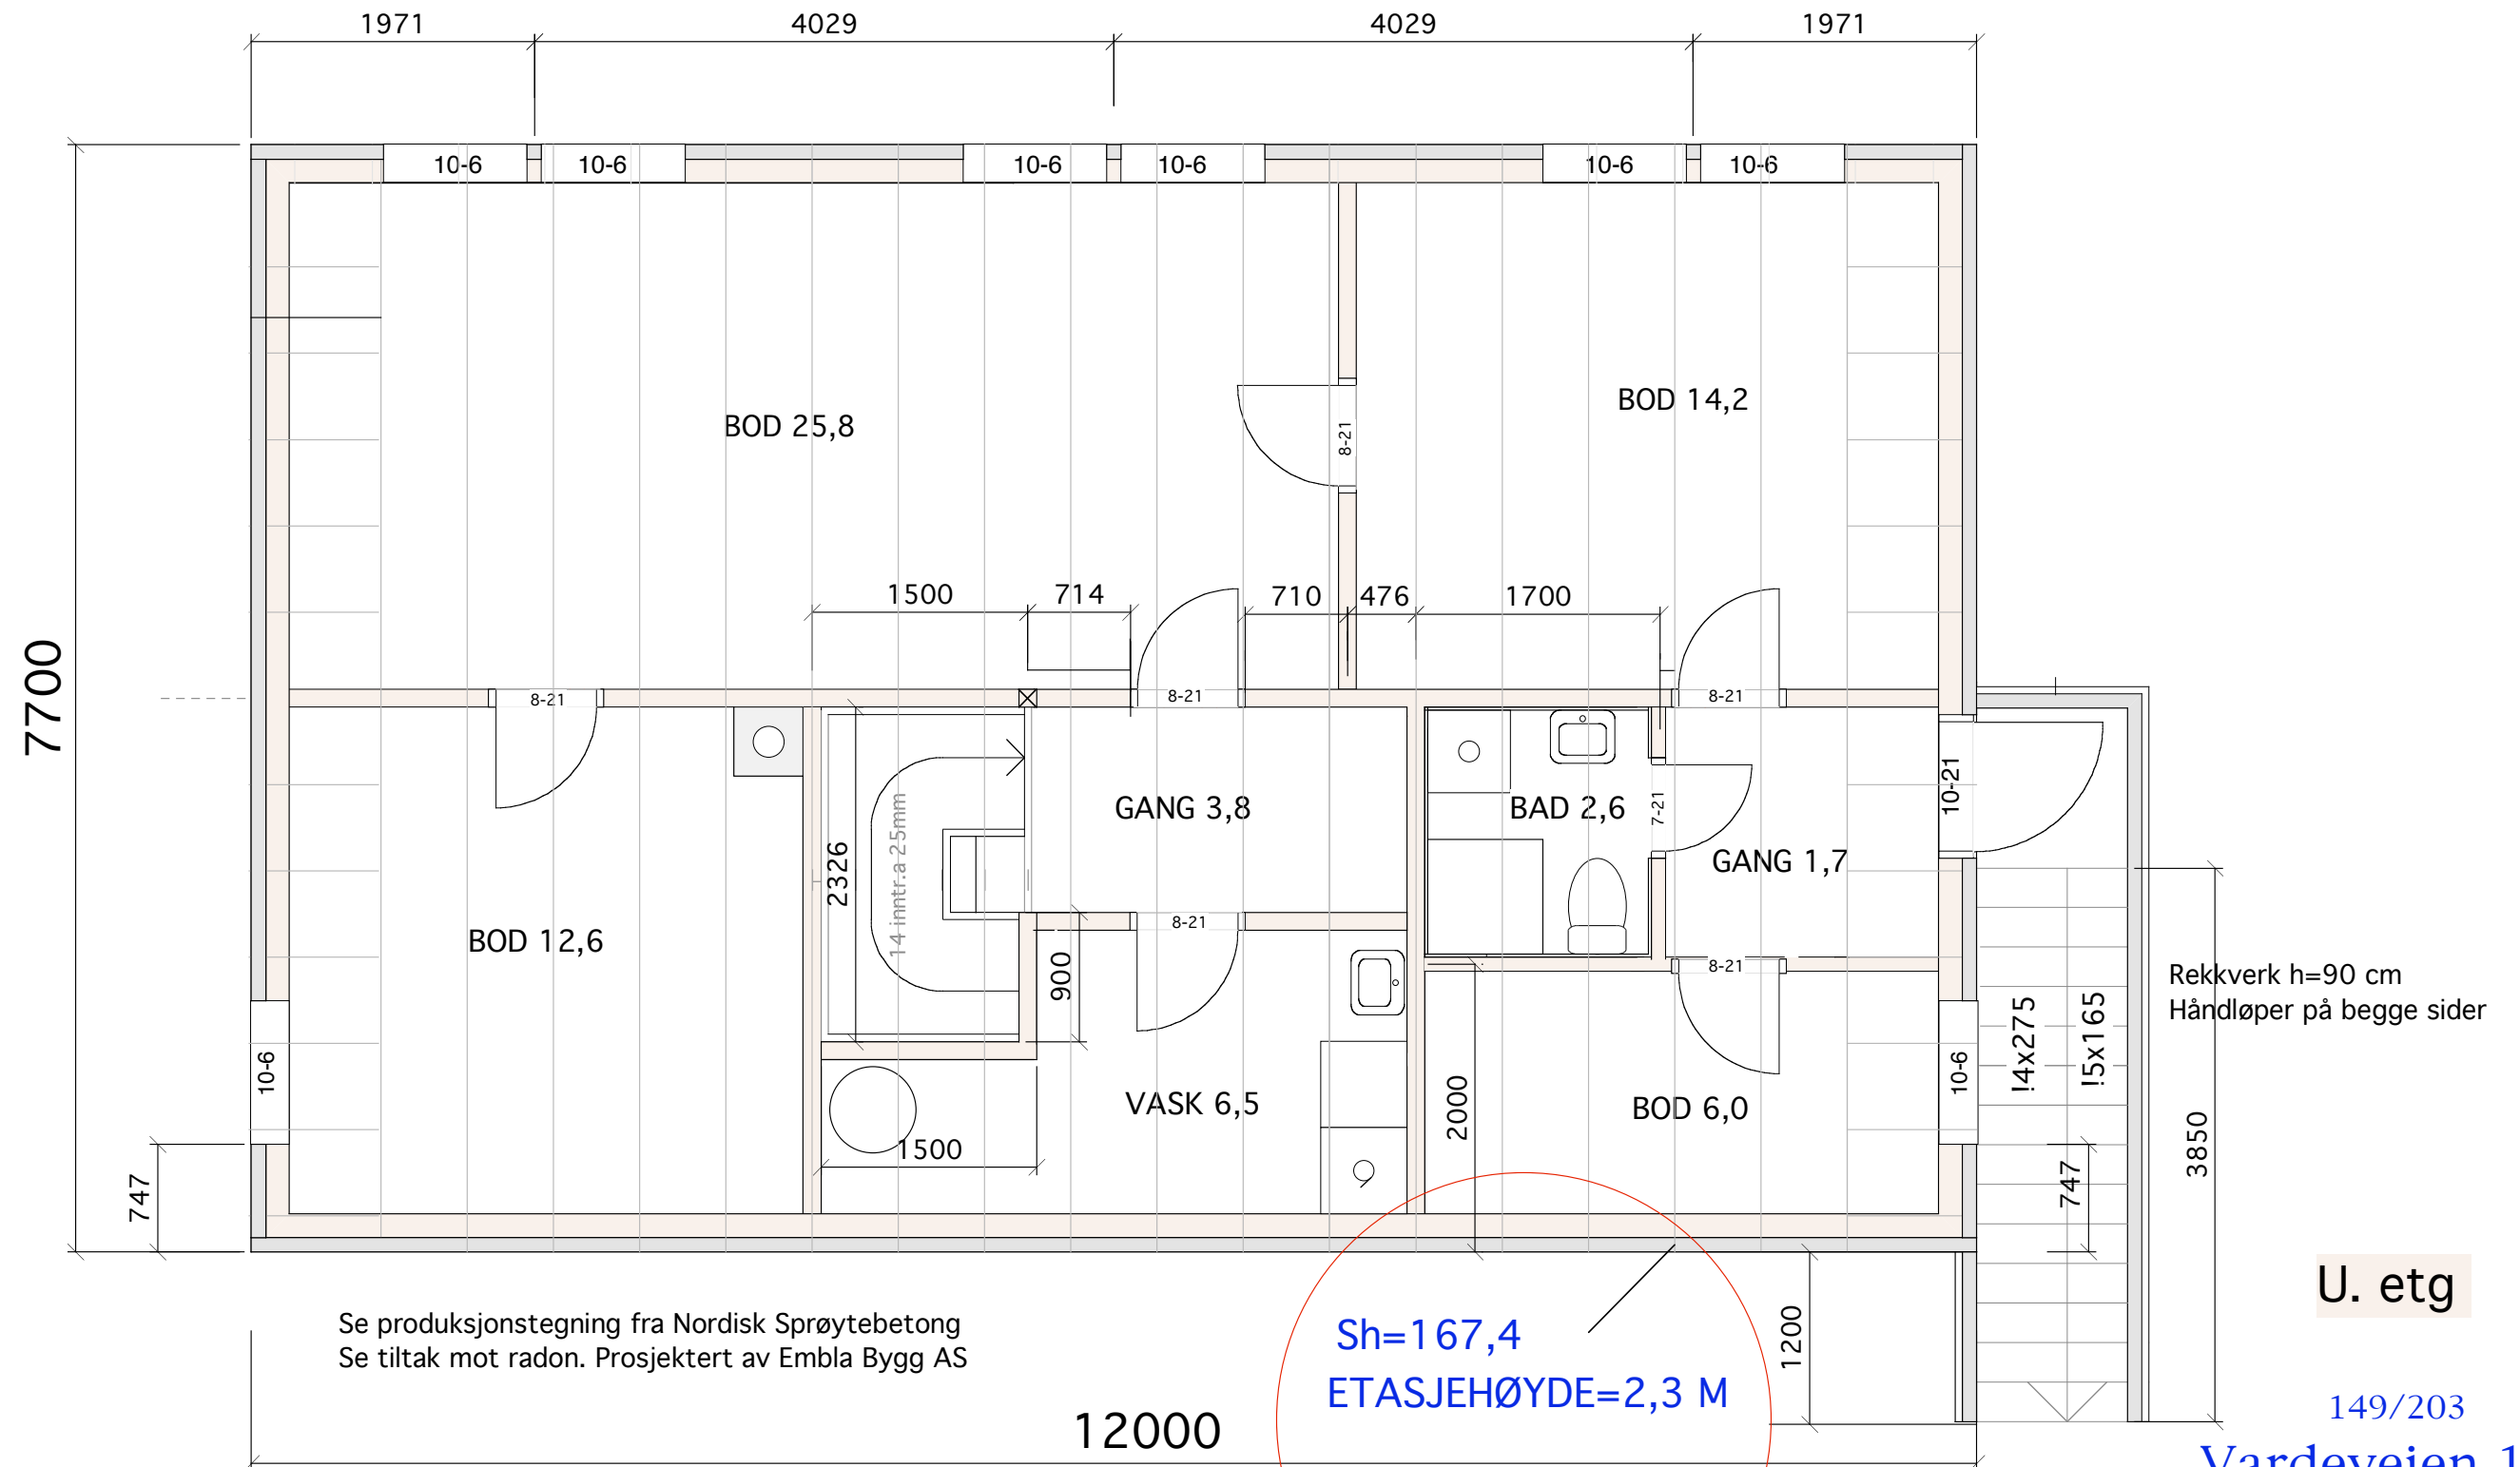 1971
4029
4029
1971
10-6
10-6
10-6
10-6
10-6
10-6
BOD 25,8
BOD 14,2
8-21
1500
714
710
476
1700
7700
8-21
8-21
8-21
GANG 3,8
BAD 2,6
7-21
GANG 1,7
10-21
2326
14 inntr.a 25mm
BOD 12,6
8-21
900
8-21
Rekkverk h=90 cm
Håndløper på begge sider
10-6
VASK 6,5
1500
2000
BOD 6,0
10-6
!4x275
!5x165
3850
747
747
U. etg
Se produksjonstegning fra Nordisk Sprøytebetong
Se tiltak mot radon. Prosjektert av Embla Bygg AS
Sh=167,4
ETASJEHØYDE=2,3 M
1200
149/203
12000
Vardeveien 1